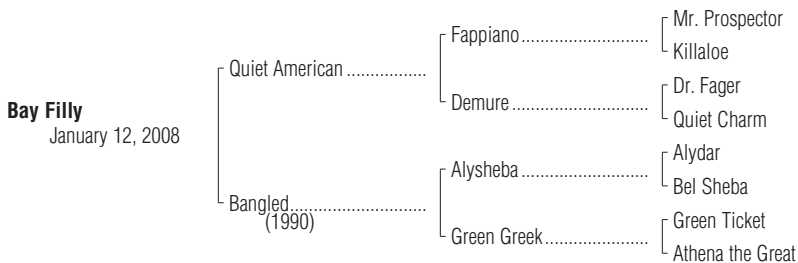 Mr. Prospector
Fappiano
Killaloe
Quiet American
Dr. Fager
Demure
Quiet Charm
Bay Filly
January 12, 2008
Alydar
Alysheba
Bel Sheba
Bangled
(1990)
Green Ticket
Green Greek
Athena the Great